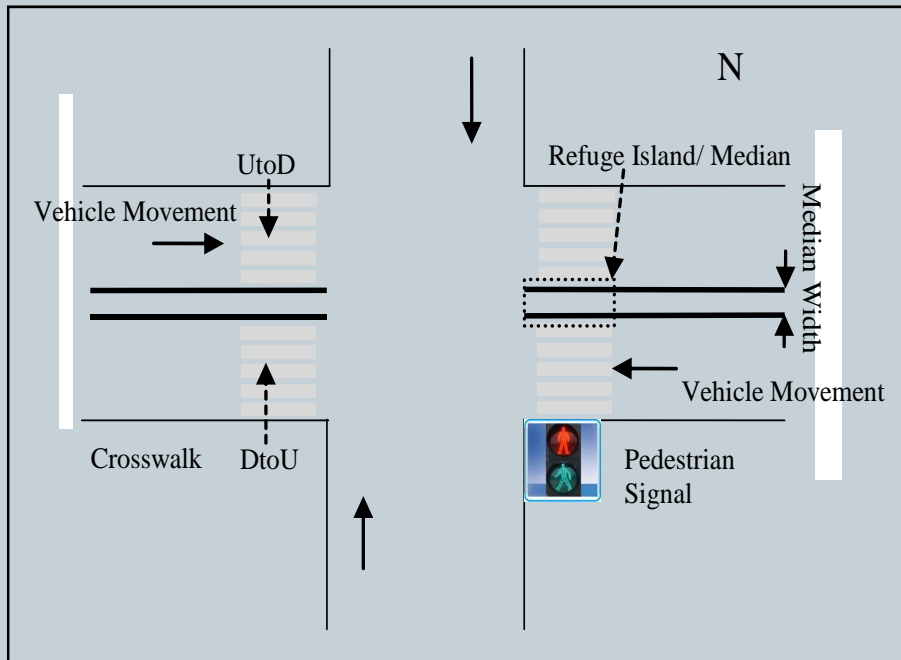 N
UtoD
Refuge Island/ Median
Vehicle Movement
Median Width
Vehicle Movement
Crosswalk
DtoU
Pedestrian
Signal